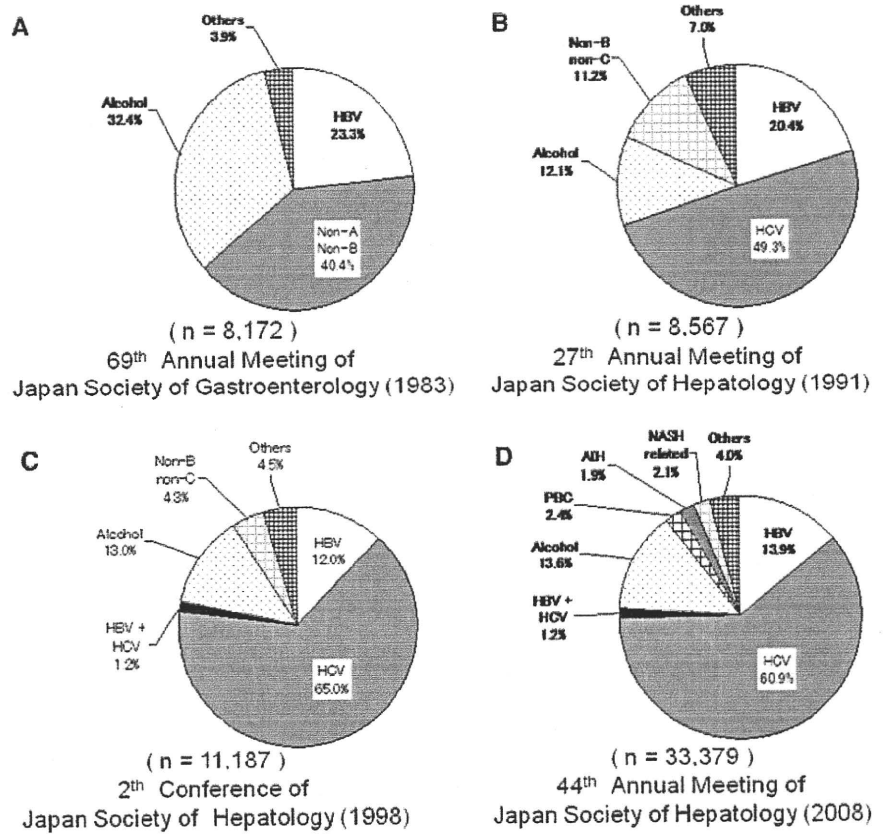 A
Others
3.9%
Alcohol
32.4%
HBV
23.3%
Non-A
Non-B
40.4%
( n = 8,172 )
69th Annual Meeting of
Japan Society of Gastroenterology (1983)
B
Others
7.0%
Non-B
non-C
11.2%
Alcohol
12.1%
HBV
20.4%
HCV
49.3%
( n = 8,567 )
27th Annual Meeting of
Japan Society of Hepatology (1991)
C
Others
4.5%
Non-B
non-C
4.3%
Alcohol
13.0%
HBV +
HCV
1.2%
HBV
12.0%
HCV
65.0%
( n = 11,187 )
2th Conference of
Japan Society of Hepatology (1998)
D
Others
4.0%
NASH
related
2.1%
AIH
1.9%
PBC
2.4%
Alcohol
13.6%
HBV +
HCV
1.2%
HBV
13.9%
HCV
60.9%
( n = 33,379 )
44th Annual Meeting of
Japan Society of Hepatology (2008)